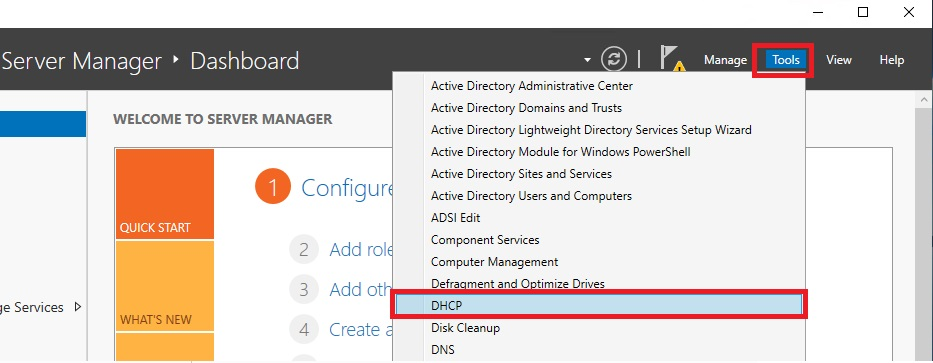 Server Manager ▸ Dashboard
Manage
Tools
View
Help
WELCOME TO SERVER MANAGER
QUICK START
WHAT'S NEW
ge Services
1 Configure
2 Add role
3 Add oth
4 Create a
Active Directory Administrative Center
Active Directory Domains and Trusts
Active Directory Lightweight Directory Services Setup Wizard
Active Directory Module for Windows PowerShell
Active Directory Sites and Services
Active Directory Users and Computers
ADSI Edit
Component Services
Computer Management
Defragment and Optimize Drives
DHCP
Disk Cleanup
DNS